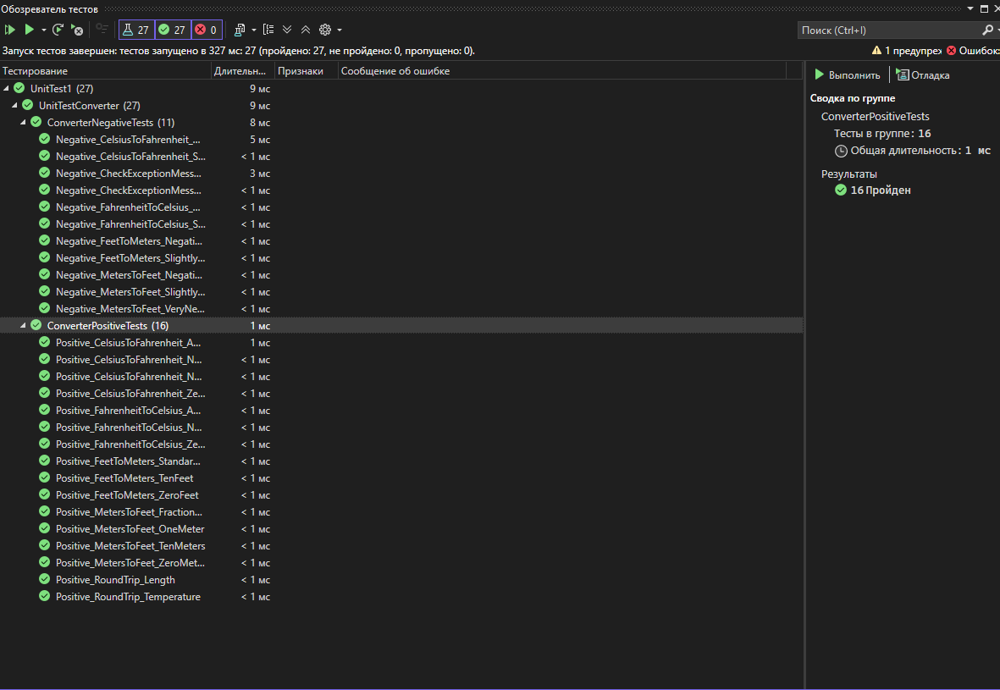 Обозреватель тестов
27 27 0
Поиск (Ctrl+I)
Запуск тестов завершен: тестов запущено в 327 мс: 27 (пройдено: 27, не пройдено: 0, пропущено: 0).
1 предупреж Ошибок:
Тестирование Длительн... Признаки Сообщение об ошибке
Выполнить Отладка
UnitTest1 (27) 9 мс
UnitTestConverter (27) 9 мс
ConverterNegativeTests (11) 8 мс
Negative_CelsiusToFahrenheit_... 5 мс
Negative_CelsiusToFahrenheit_S... < 1 мс
Negative_CheckExceptionMess... 3 мс
Negative_CheckExceptionMess... < 1 мс
Negative_FahrenheitToCelsius_... < 1 мс
Negative_FahrenheitToCelsius_S... < 1 мс
Negative_FeetToMeters_Negati... < 1 мс
Negative_FeetToMeters_Slightly... < 1 мс
Negative_MetersToFeet_Negati... < 1 мс
Negative_MetersToFeet_Slightly... < 1 мс
Negative_MetersToFeet_VeryNe... < 1 мс
ConverterPositiveTests (16) 1 мс
Positive_CelsiusToFahrenheit_A... 1 мс
Positive_CelsiusToFahrenheit_N... < 1 мс
Positive_CelsiusToFahrenheit_N... < 1 мс
Positive_CelsiusToFahrenheit_Ze... < 1 мс
Positive_FahrenheitToCelsius_A... < 1 мс
Positive_FahrenheitToCelsius_N... < 1 мс
Positive_FahrenheitToCelsius_Ze... < 1 мс
Positive_FeetToMeters_Standar... < 1 мс
Positive_FeetToMeters_TenFeet < 1 мс
Positive_FeetToMeters_ZeroFeet < 1 мс
Positive_MetersToFeet_Fraction... < 1 мс
Positive_MetersToFeet_OneMeter < 1 мс
Positive_MetersToFeet_TenMeters < 1 мс
Positive_MetersToFeet_ZeroMet... < 1 мс
Positive_RoundTrip_Length < 1 мс
Positive_RoundTrip_Temperature < 1 мс
Сводка по группе
ConverterPositiveTests
Тесты в группе: 16
Общая длительность: 1 мс
Результаты
16 Пройден